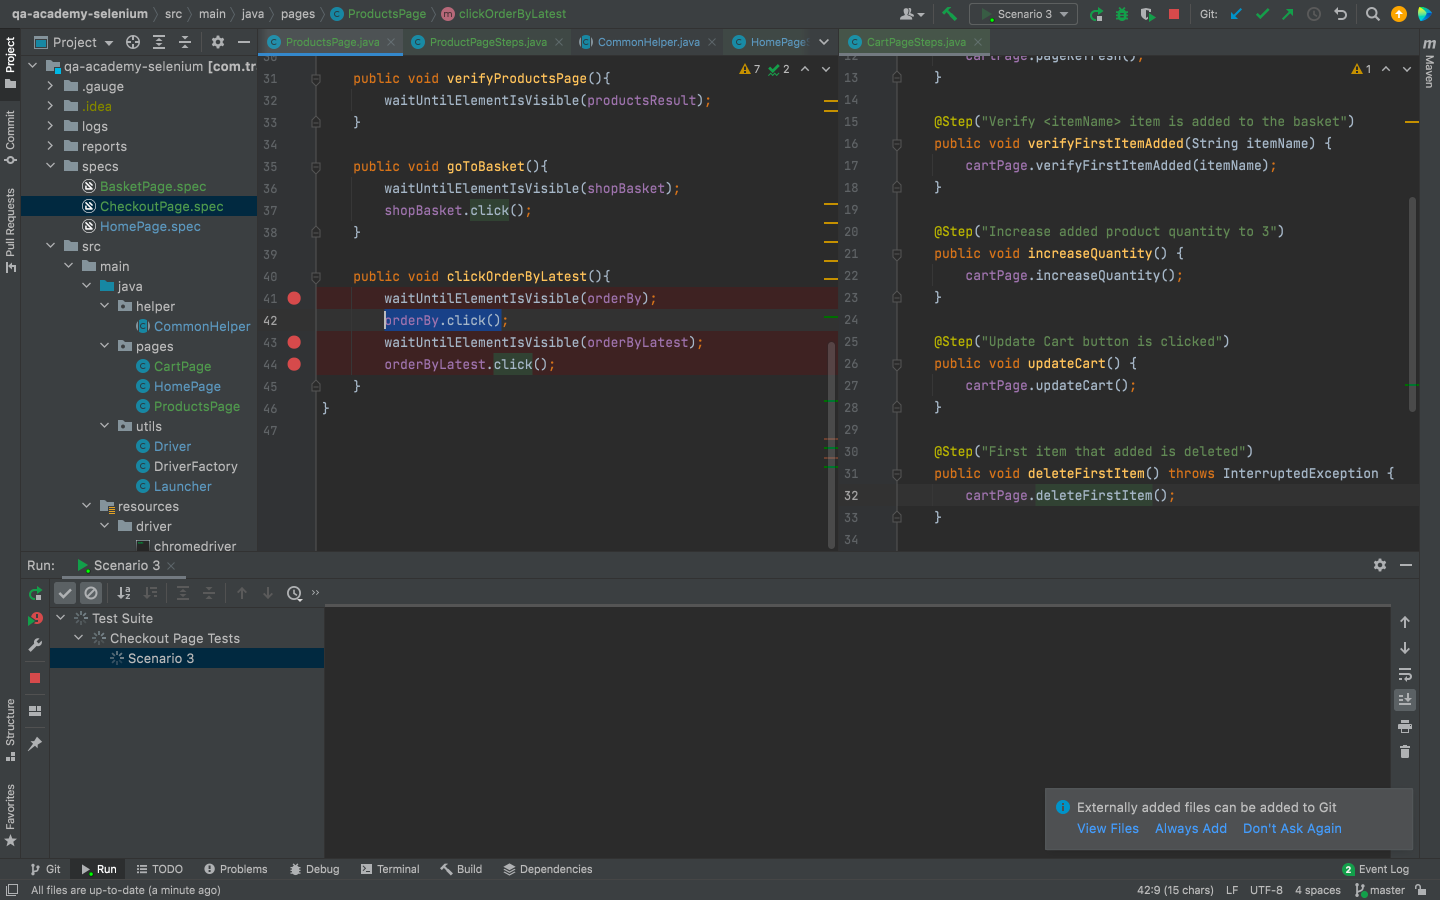 qa-academy-selenium src main java pages ProductsPage clickOrderByLatest Scenario 3 Git:
Project
ProductsPage.java ProductPageSteps.java CommonHelper.java HomePage CartPageSteps.java
qa-academy-selenium [com.tr
.gauge
.idea
logs
reports
specs
BasketPage.spec
CheckoutPage.spec
HomePage.spec
src
main
java
helper
CommonHelper
pages
CartPage
HomePage
ProductsPage
utils
Driver
DriverFactory
Launcher
resources
driver
chromedriver
Project
Commit
Pull Requests
Structure
Favorites
7 2
30
31 public void verifyProductsPage(){
32 waitUntilElementIsVisible(productsResult);
33 }
34
35 public void goToBasket(){
36 waitUntilElementIsVisible(shopBasket);
37 shopBasket.click();
38 }
39
40 public void clickOrderByLatest(){
41 waitUntilElementIsVisible(orderBy);
42 orderBy.click();
43 waitUntilElementIsVisible(orderByLatest);
44 orderByLatest.click();
45 }
46 }
47
1
12 cartPage.pageRefresh();
13 }
14
15 @Step("Verify <itemName> item is added to the basket")
16 public void verifyFirstItemAdded(String itemName) {
17 cartPage.verifyFirstItemAdded(itemName);
18 }
19
20 @Step("Increase added product quantity to 3")
21 public void increaseQuantity() {
22 cartPage.increaseQuantity();
23 }
24
25 @Step("Update Cart button is clicked")
26 public void updateCart() {
27 cartPage.updateCart();
28 }
29
30 @Step("First item that added is deleted")
31 public void deleteFirstItem() throws InterruptedException {
32 cartPage.deleteFirstItem();
33 }
34
m Maven
Run: Scenario 3
Test Suite
Checkout Page Tests
Scenario 3
Externally added files can be added to Git
View Files Always Add Don't Ask Again
Git Run TODO Problems Debug Terminal Build Dependencies 2 Event Log
All files are up-to-date (a minute ago) 42:9 (15 chars) LF UTF-8 4 spaces master